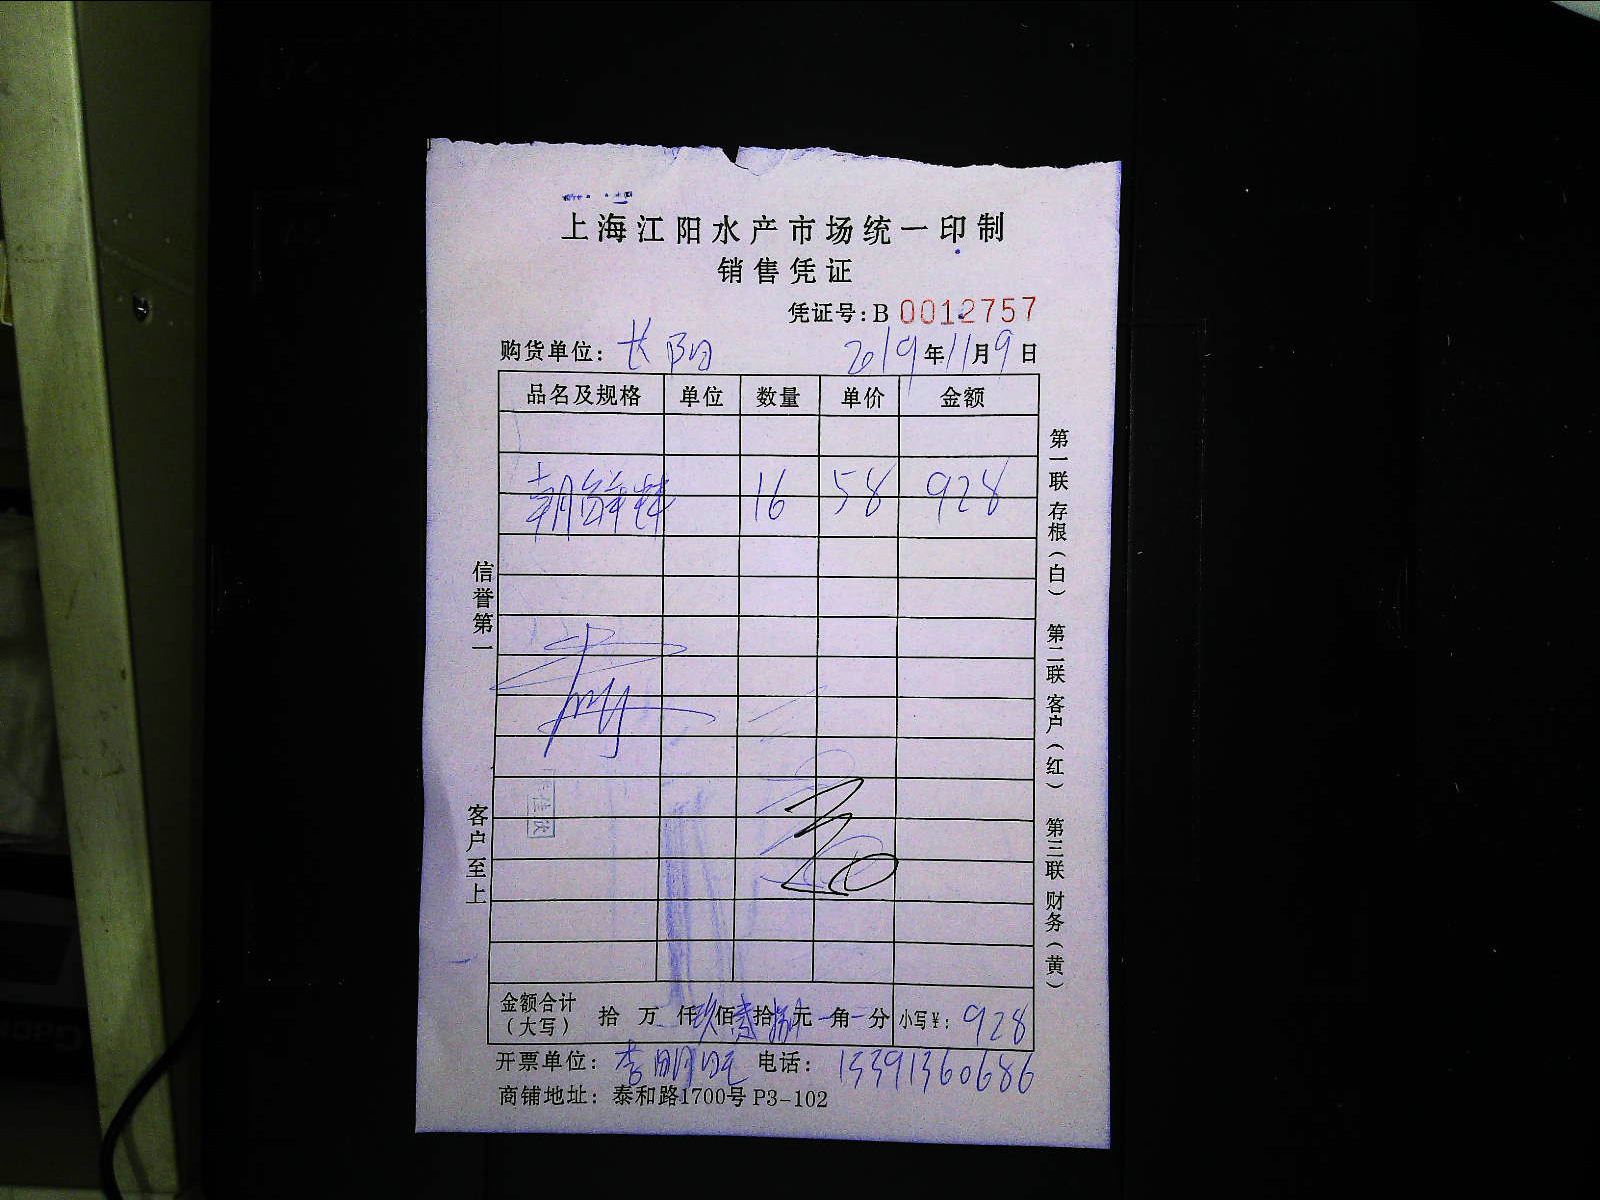 上海江阳水产市场统一印制
销售凭证
凭证号：B 0012757
购货单位：长阳 2019年11月9日
品名及规格 单位 数量 单价 金额
朝鲜 16 58 928
信誉第一
客户至上
第一联 存根（白） 第二联 客户（红） 第三联 财务（黄）
金额合计（大写） 拾 万 仟 玖佰 拾 捌元 角 分 小写¥：928
开票单位：李明旺 电话：13391360686
商铺地址：泰和路1700号 P3-102